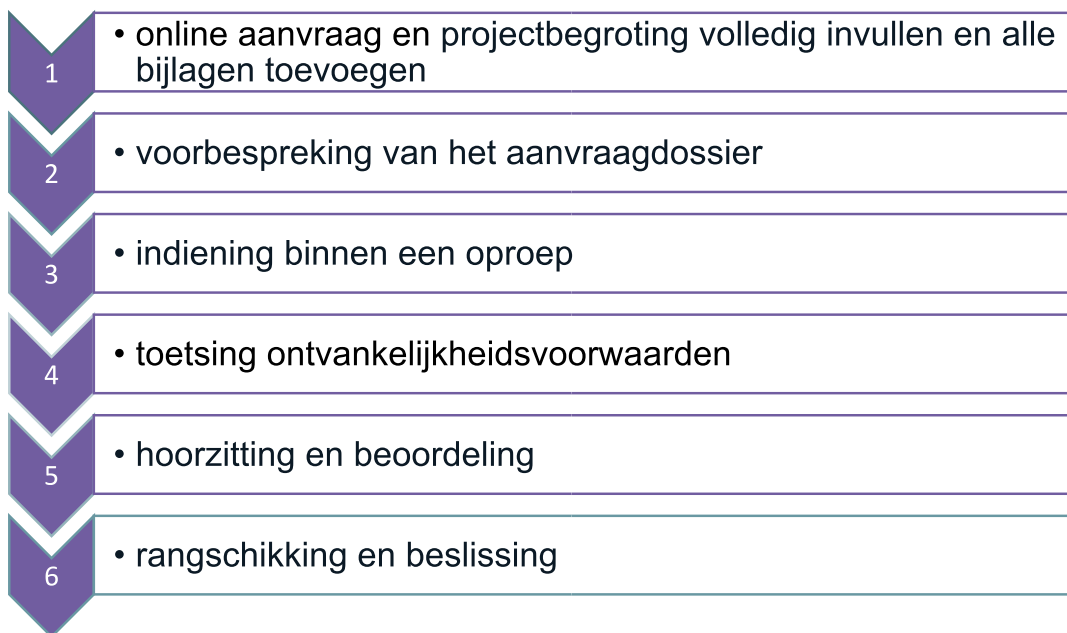 1
• online aanvraag en projectbegroting volledig invullen en alle
bijlagen toevoegen
2
• voorbespreking van het aanvraagdossier
3
• indiening binnen een oproep
4
• toetsing ontvankelijkheidsvoorwaarden
5
• hoorzitting en beoordeling
6
• rangschikking en beslissing